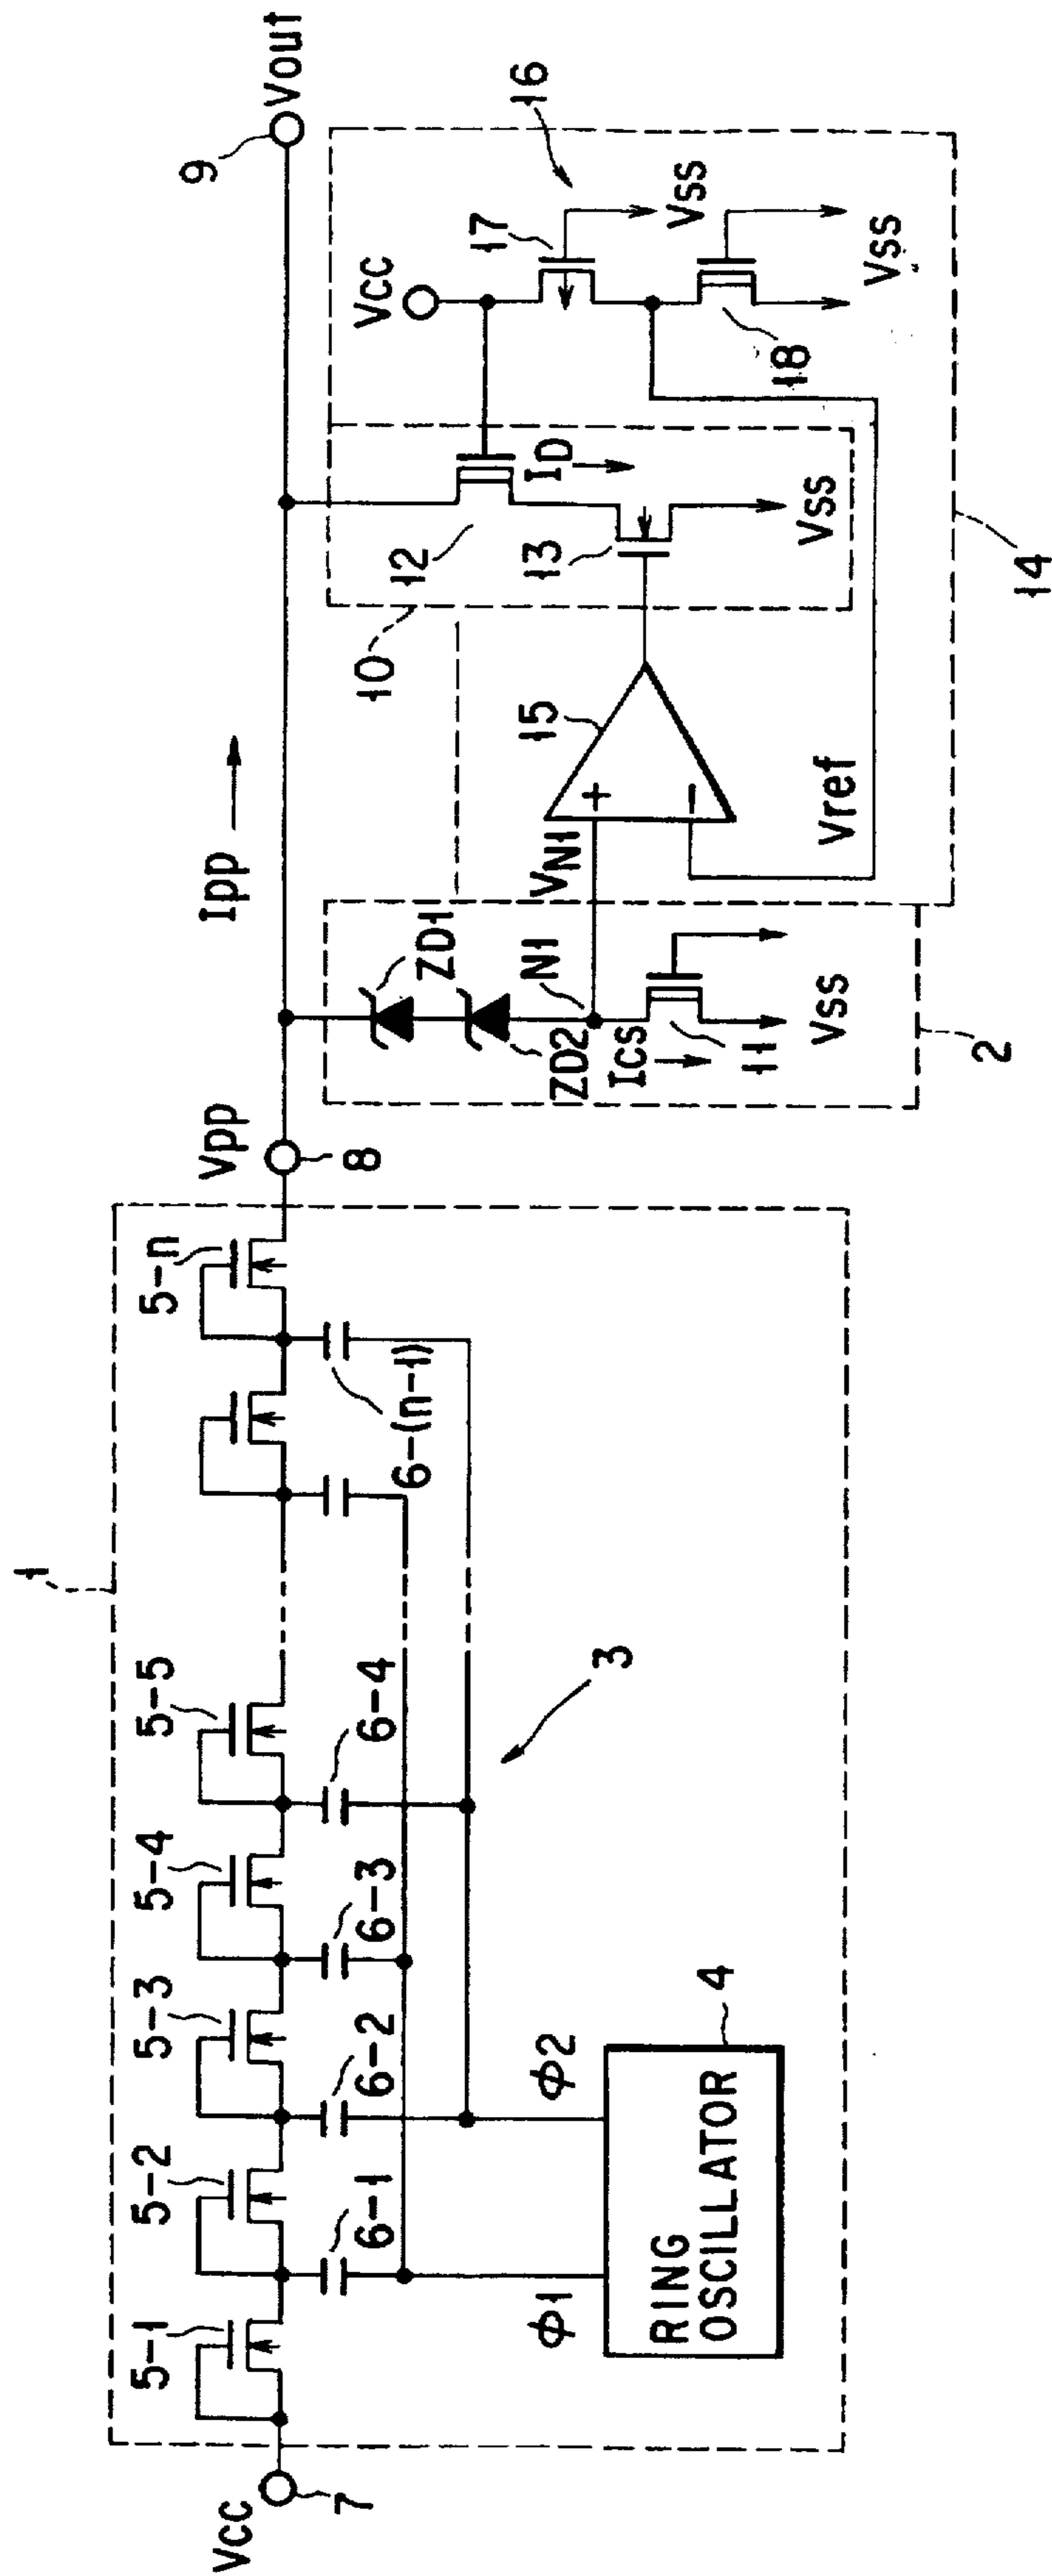 1
5-1
5-2
5-3
5-4
5-5
5-n
Vcc
7
6-1
6-2
6-3
6-4
6-(n-1)
3
Φ1
Φ2
RING
OSCILLATOR
4
Vpp
8
Ipp
9
Vout
ZD1
ZD2
N1
VN1
Ics
11
Vss
2
10
12
ID
13
Vss
15
Vref
Vcc
16
17
Vss
18
Vss
14